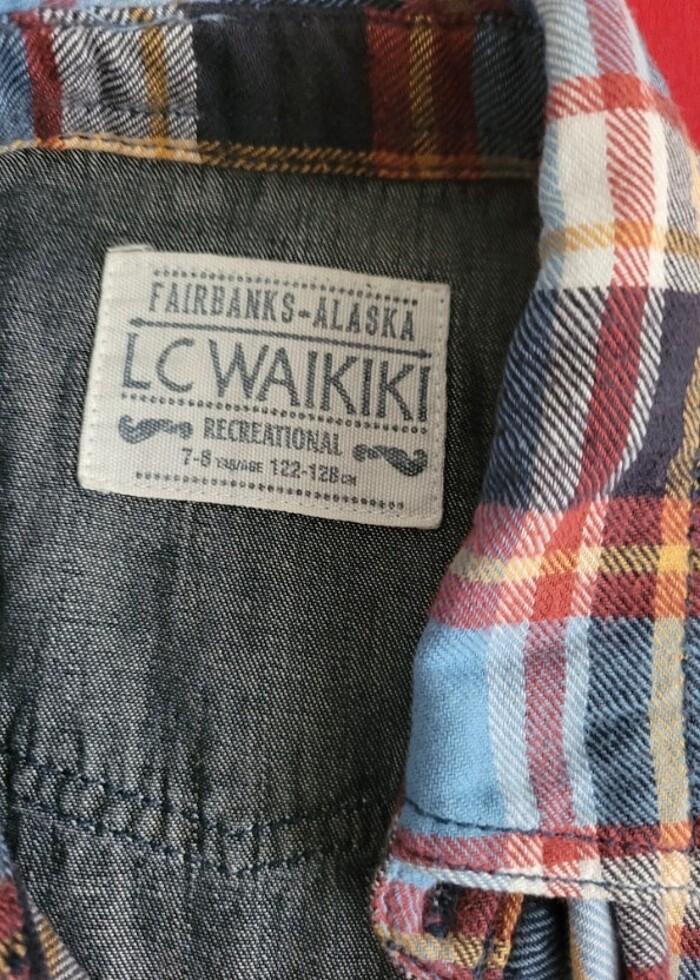 FAIRBANKS-ALASKA
LC WAIKIKI
RECREATIONAL
7-8 YAŞ/AGE 122-128 CM